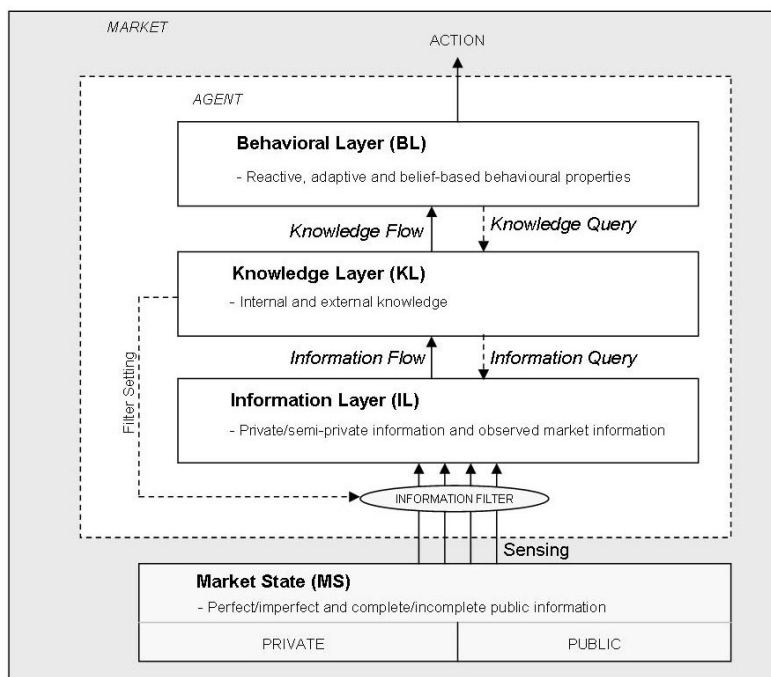 MARKET
ACTION
AGENT
Behavioral Layer (BL)
- Reactive, adaptive and belief-based behavioural properties
Knowledge Flow
Knowledge Query
Knowledge Layer (KL)
- Internal and external knowledge
Filter Setting
Information Flow
Information Query
Information Layer (IL)
- Private/semi-private information and observed market information
INFORMATION FILTER
Sensing
Market State (MS)
- Perfect/imperfect and complete/incomplete public information
PRIVATE
PUBLIC